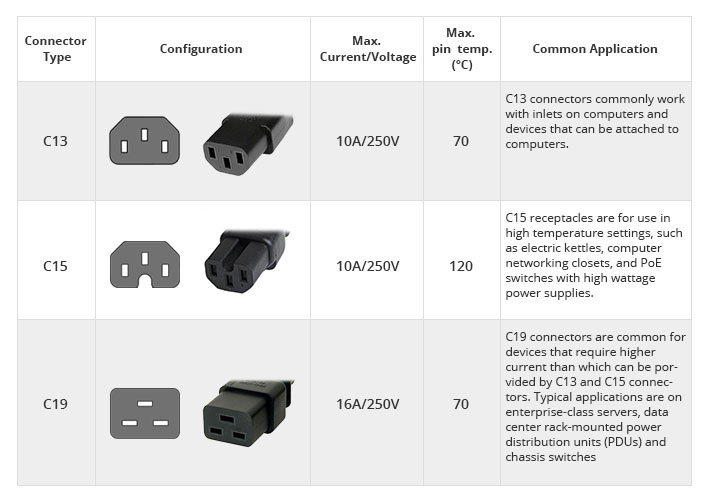 Connector
Type
Configuration
Max.
Current/Voltage
Max.
pin temp.
(°C)
Common Application
C13
10A/250V
70
C13 connectors commonly work
with inlets on computers and
devices that can be attached to
computers.
C15
10A/250V
120
C15 receptacles are for use in
high temperature settings, such
as electric kettles, computer
networking closets, and PoE
switches with high wattage
power supplies.
C19
16A/250V
70
C19 connectors are common for
devices that require higher
current than which can be por-
vided by C13 and C15 connec-
tors. Typical applications are on
enterprise-class servers, data
center rack-mounted power
distribution units (PDUs) and
chassis switches